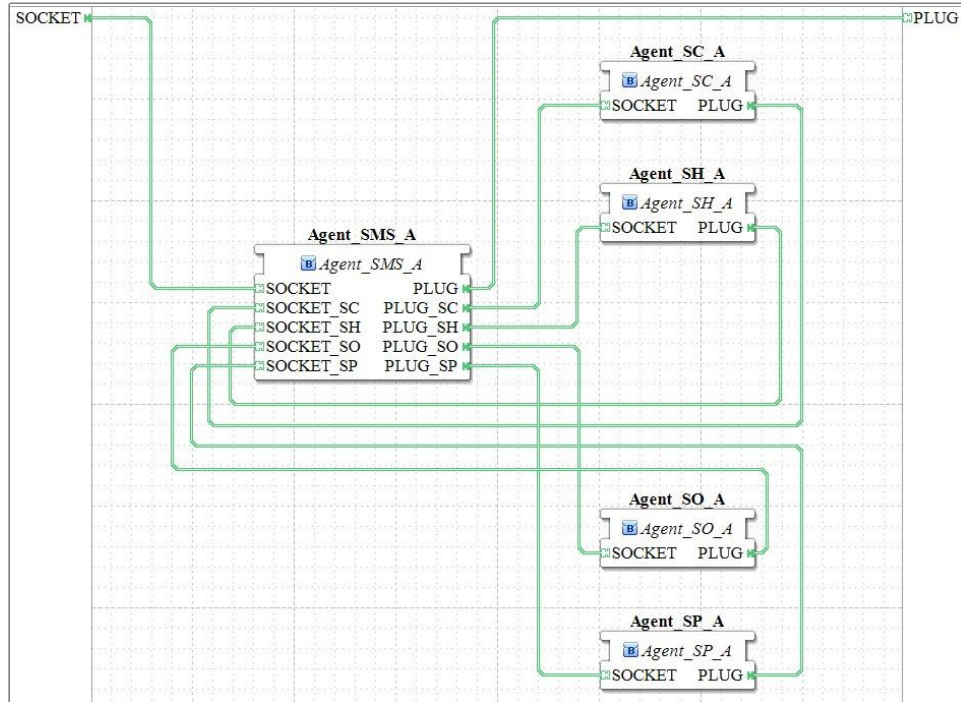 SOCKET PLUG
Agent_SC_A
B Agent_SC_A
SOCKET PLUG
Agent_SH_A
B Agent_SH_A
SOCKET PLUG
Agent_SMS_A
B Agent_SMS_A
SOCKET PLUG
SOCKET_SC PLUG_SC
SOCKET_SH PLUG_SH
SOCKET_SO PLUG_SO
SOCKET_SP PLUG_SP
Agent_SO_A
B Agent_SO_A
SOCKET PLUG
Agent_SP_A
B Agent_SP_A
SOCKET PLUG